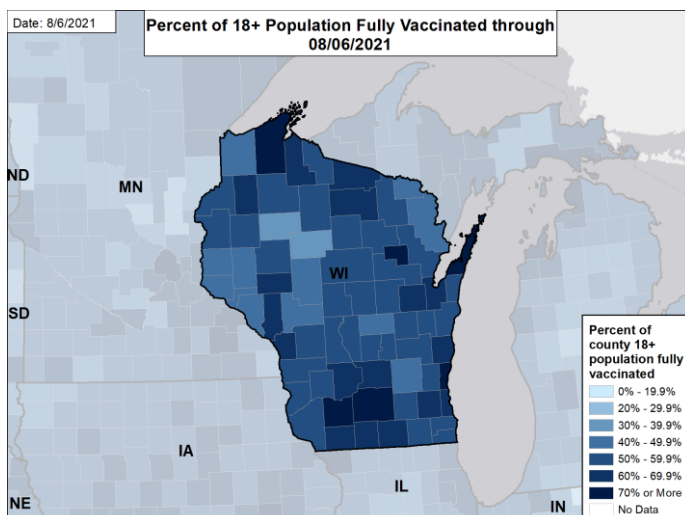 Date: 8/6/2021
Percent of 18+ Population Fully Vaccinated through
08/06/2021
ND
MN
WI
SD
IA
NE
IL
IN
Percent of
county 18+
population fully
vaccinated
0% - 19.9%
20% - 29.9%
30% - 39.9%
40% - 49.9%
50% - 59.9%
60% - 69.9%
70% or More
No Data